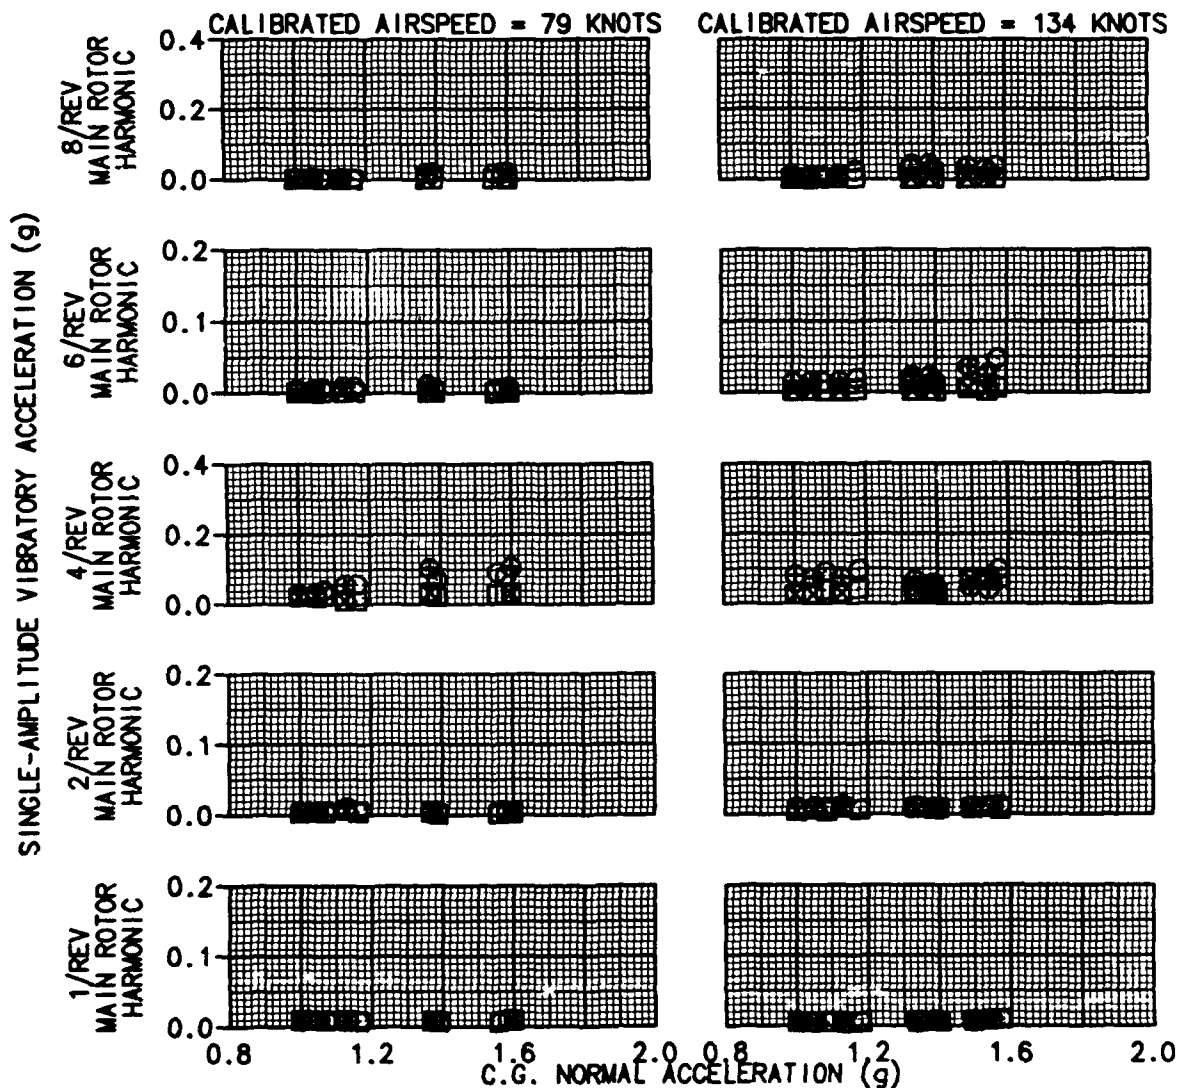 CALIBRATED AIRSPEED = 79 KNOTS
CALIBRATED AIRSPEED = 134 KNOTS
SINGLE-AMPLITUDE VIBRATORY ACCELERATION (g)
8/REV
MAIN ROTOR
HARMONIC
0.4
0.2
0.0
6/REV
MAIN ROTOR
HARMONIC
0.2
0.1
0.0
4/REV
MAIN ROTOR
HARMONIC
0.4
0.2
0.0
2/REV
MAIN ROTOR
HARMONIC
0.2
0.1
0.0
1/REV
MAIN ROTOR
HARMONIC
0.2
0.1
0.0
0.8 1.2 1.6 2.0 0.8 1.2 1.6 2.0
C.G. NORMAL ACCELERATION (g)